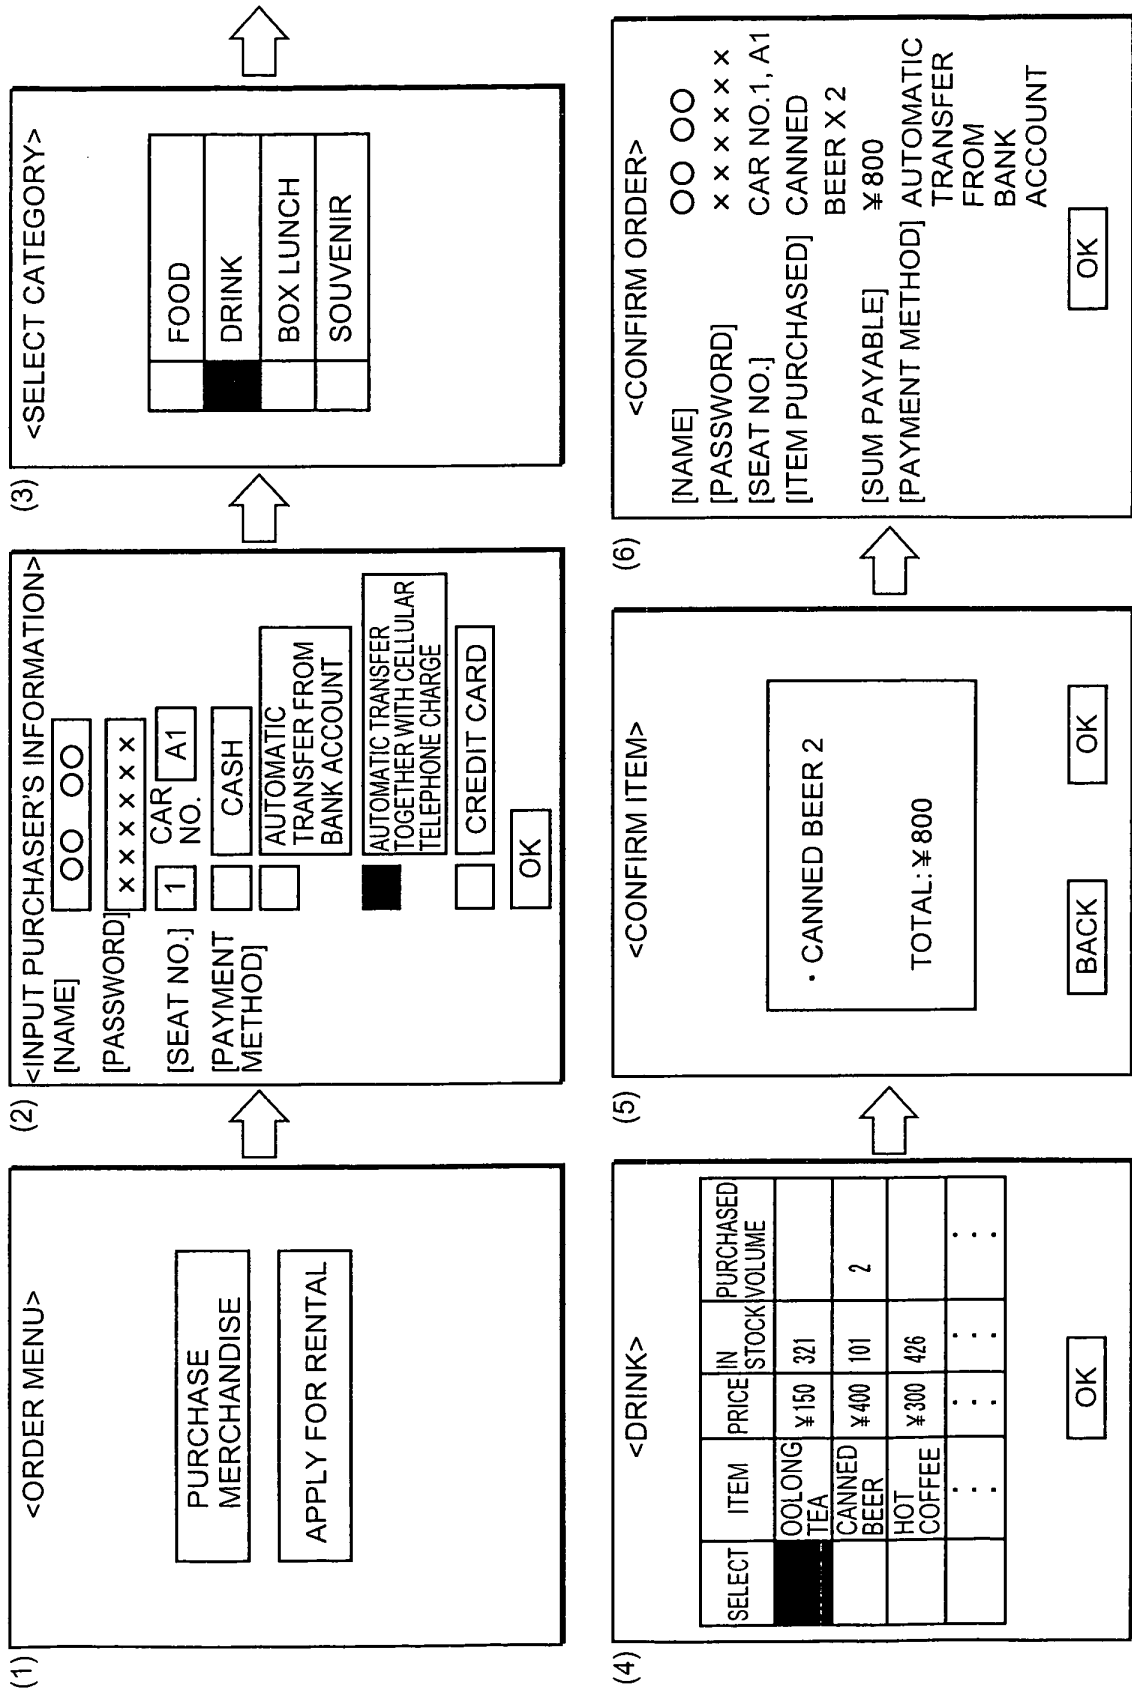 (1)
<ORDER MENU>
PURCHASE
MERCHANDISE
APPLY FOR RENTAL
(2)
<INPUT PURCHASER'S INFORMATION>
[NAME] ○○ ○○
[PASSWORD] × × × × × ×
[SEAT NO.] 1 CAR NO. A1
[PAYMENT
METHOD]
CASH
AUTOMATIC
TRANSFER FROM
BANK ACCOUNT
AUTOMATIC TRANSFER
TOGETHER WITH CELLULAR
TELEPHONE CHARGE
CREDIT CARD
OK
(3)
<SELECT CATEGORY>
FOOD
DRINK
BOX LUNCH
SOUVENIR
(4)
<DRINK>
SELECT ITEM PRICE IN STOCK PURCHASED VOLUME
OOLONG TEA ¥150 321
CANNED BEER ¥400 101 2
HOT COFFEE ¥300 426
... ... ... ...
OK
(5)
<CONFIRM ITEM>
・CANNED BEER 2
TOTAL:¥800
BACK OK
(6)
<CONFIRM ORDER>
[NAME] ○○ ○○
[PASSWORD] × × × × × ×
[SEAT NO.] CAR NO.1, A1
[ITEM PURCHASED] CANNED
BEER X 2
[SUM PAYABLE] ¥800
[PAYMENT METHOD] AUTOMATIC
TRANSFER
FROM
BANK
ACCOUNT
OK